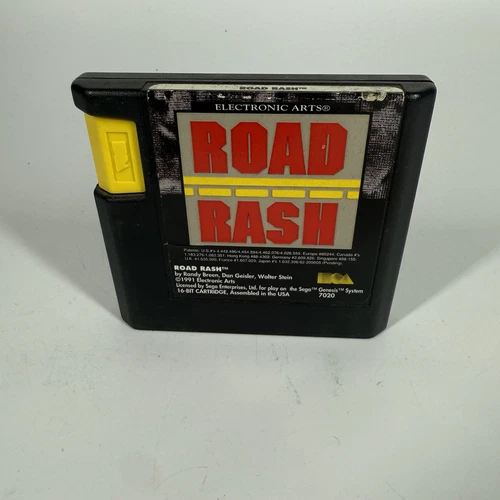 ROAD RASH™
ELECTRONIC ARTS®
ROAD
RASH
ROAD RASH™
by Randy Breen, Dan Geisler, Walter Stein
©1991 Electronic Arts
Licensed by Sega Enterprises, Ltd. for play on the Sega™ Genesis™ System
16-BIT CARTRIDGE, Assembled in the USA
7020